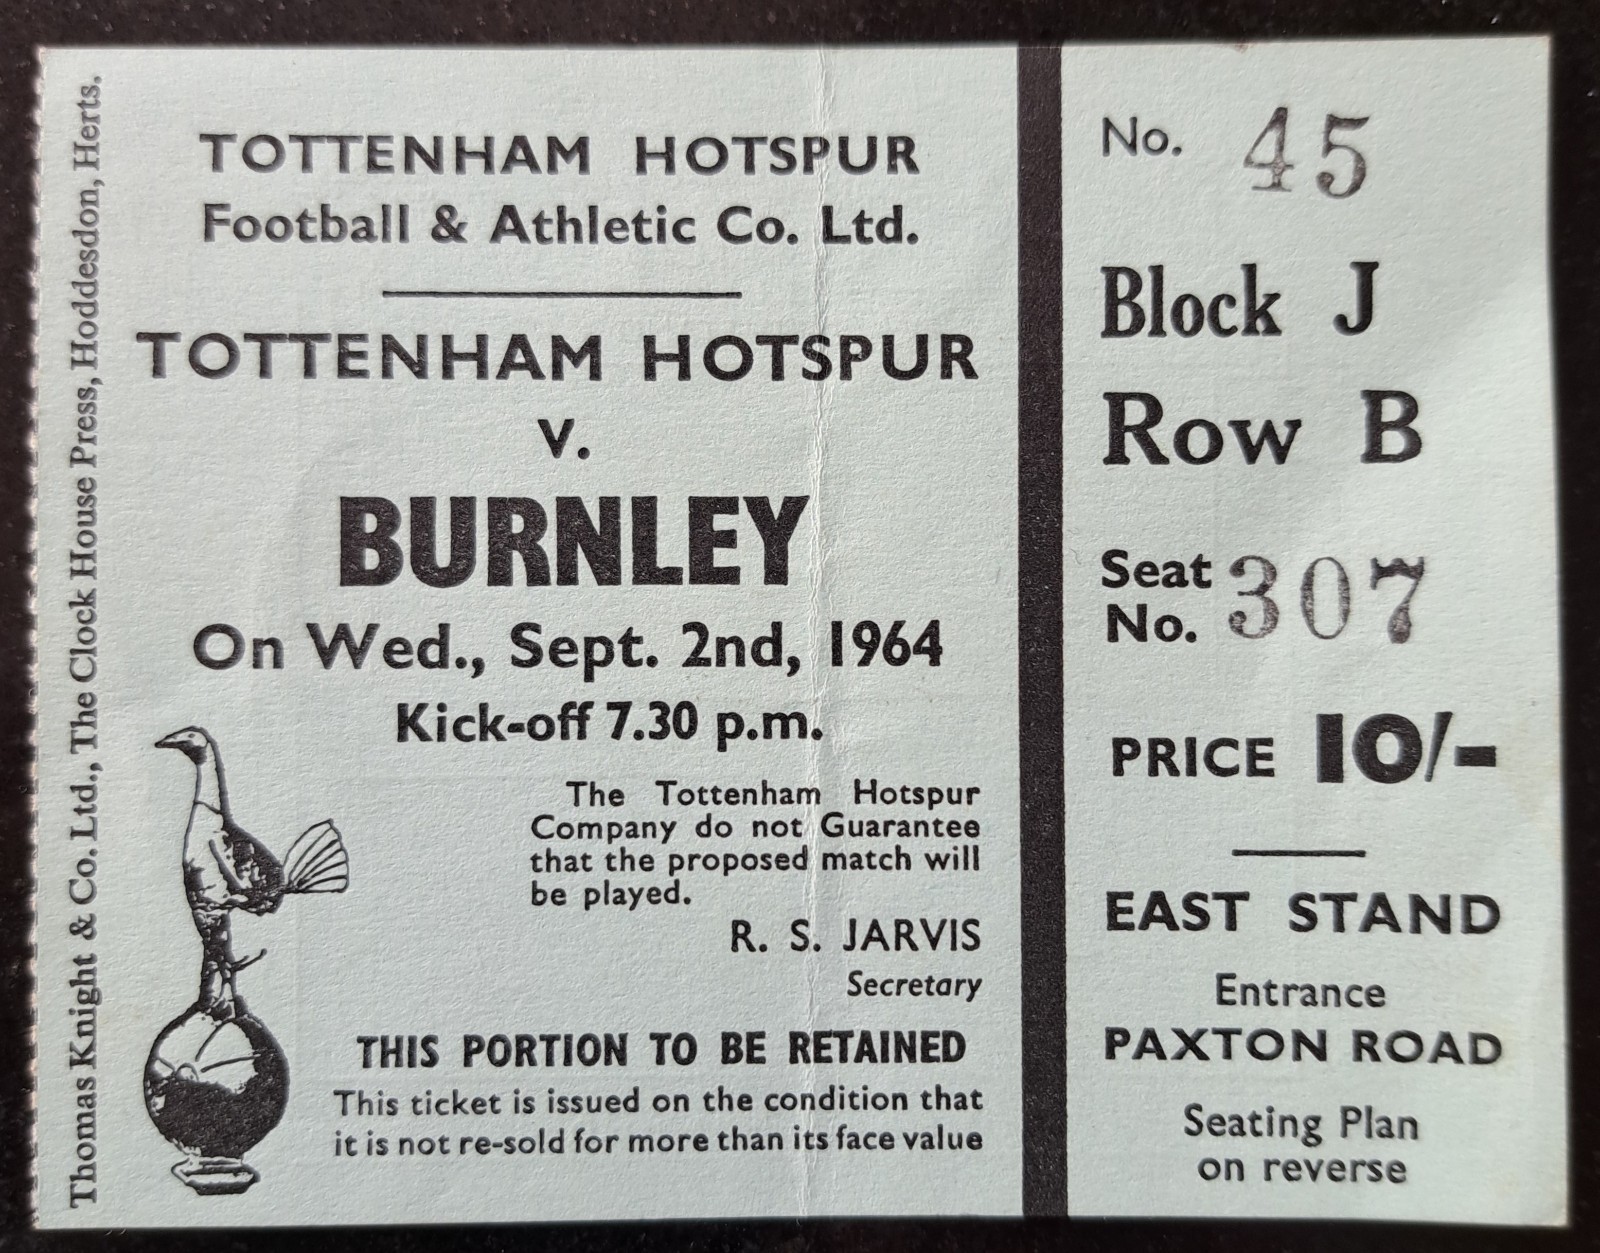 Thomas Knight & Co. Ltd., The Clock House Press, Hoddesdon, Herts.
TOTTENHAM HOTSPUR
Football & Athletic Co. Ltd.
TOTTENHAM HOTSPUR
v.
BURNLEY
On Wed., Sept. 2nd, 1964
Kick-off 7.30 p.m.
The Tottenham Hotspur
Company do not Guarantee
that the proposed match will
be played.
R. S. JARVIS
Secretary
THIS PORTION TO BE RETAINED
This ticket is issued on the condition that
it is not re-sold for more than its face value
No. 45
Block J
Row B
Seat
No. 307
PRICE 10/-
EAST STAND
Entrance
PAXTON ROAD
Seating Plan
on reverse